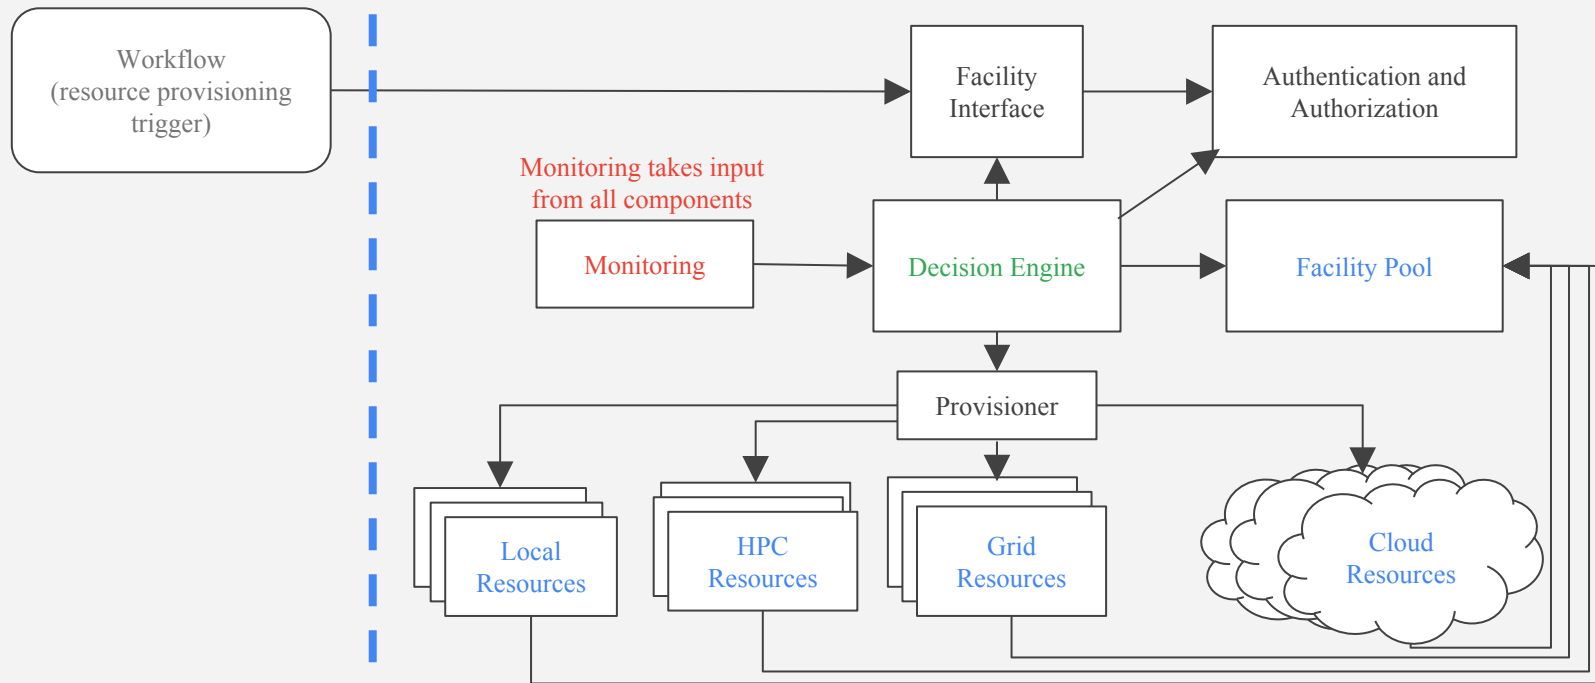 Workflow
(resource provisioning
trigger)
Facility
Interface
Authentication and
Authorization
Monitoring takes input
from all components
Monitoring
Decision Engine
Facility Pool
Provisioner
Local
Resources
HPC
Resources
Grid
Resources
Cloud
Resources